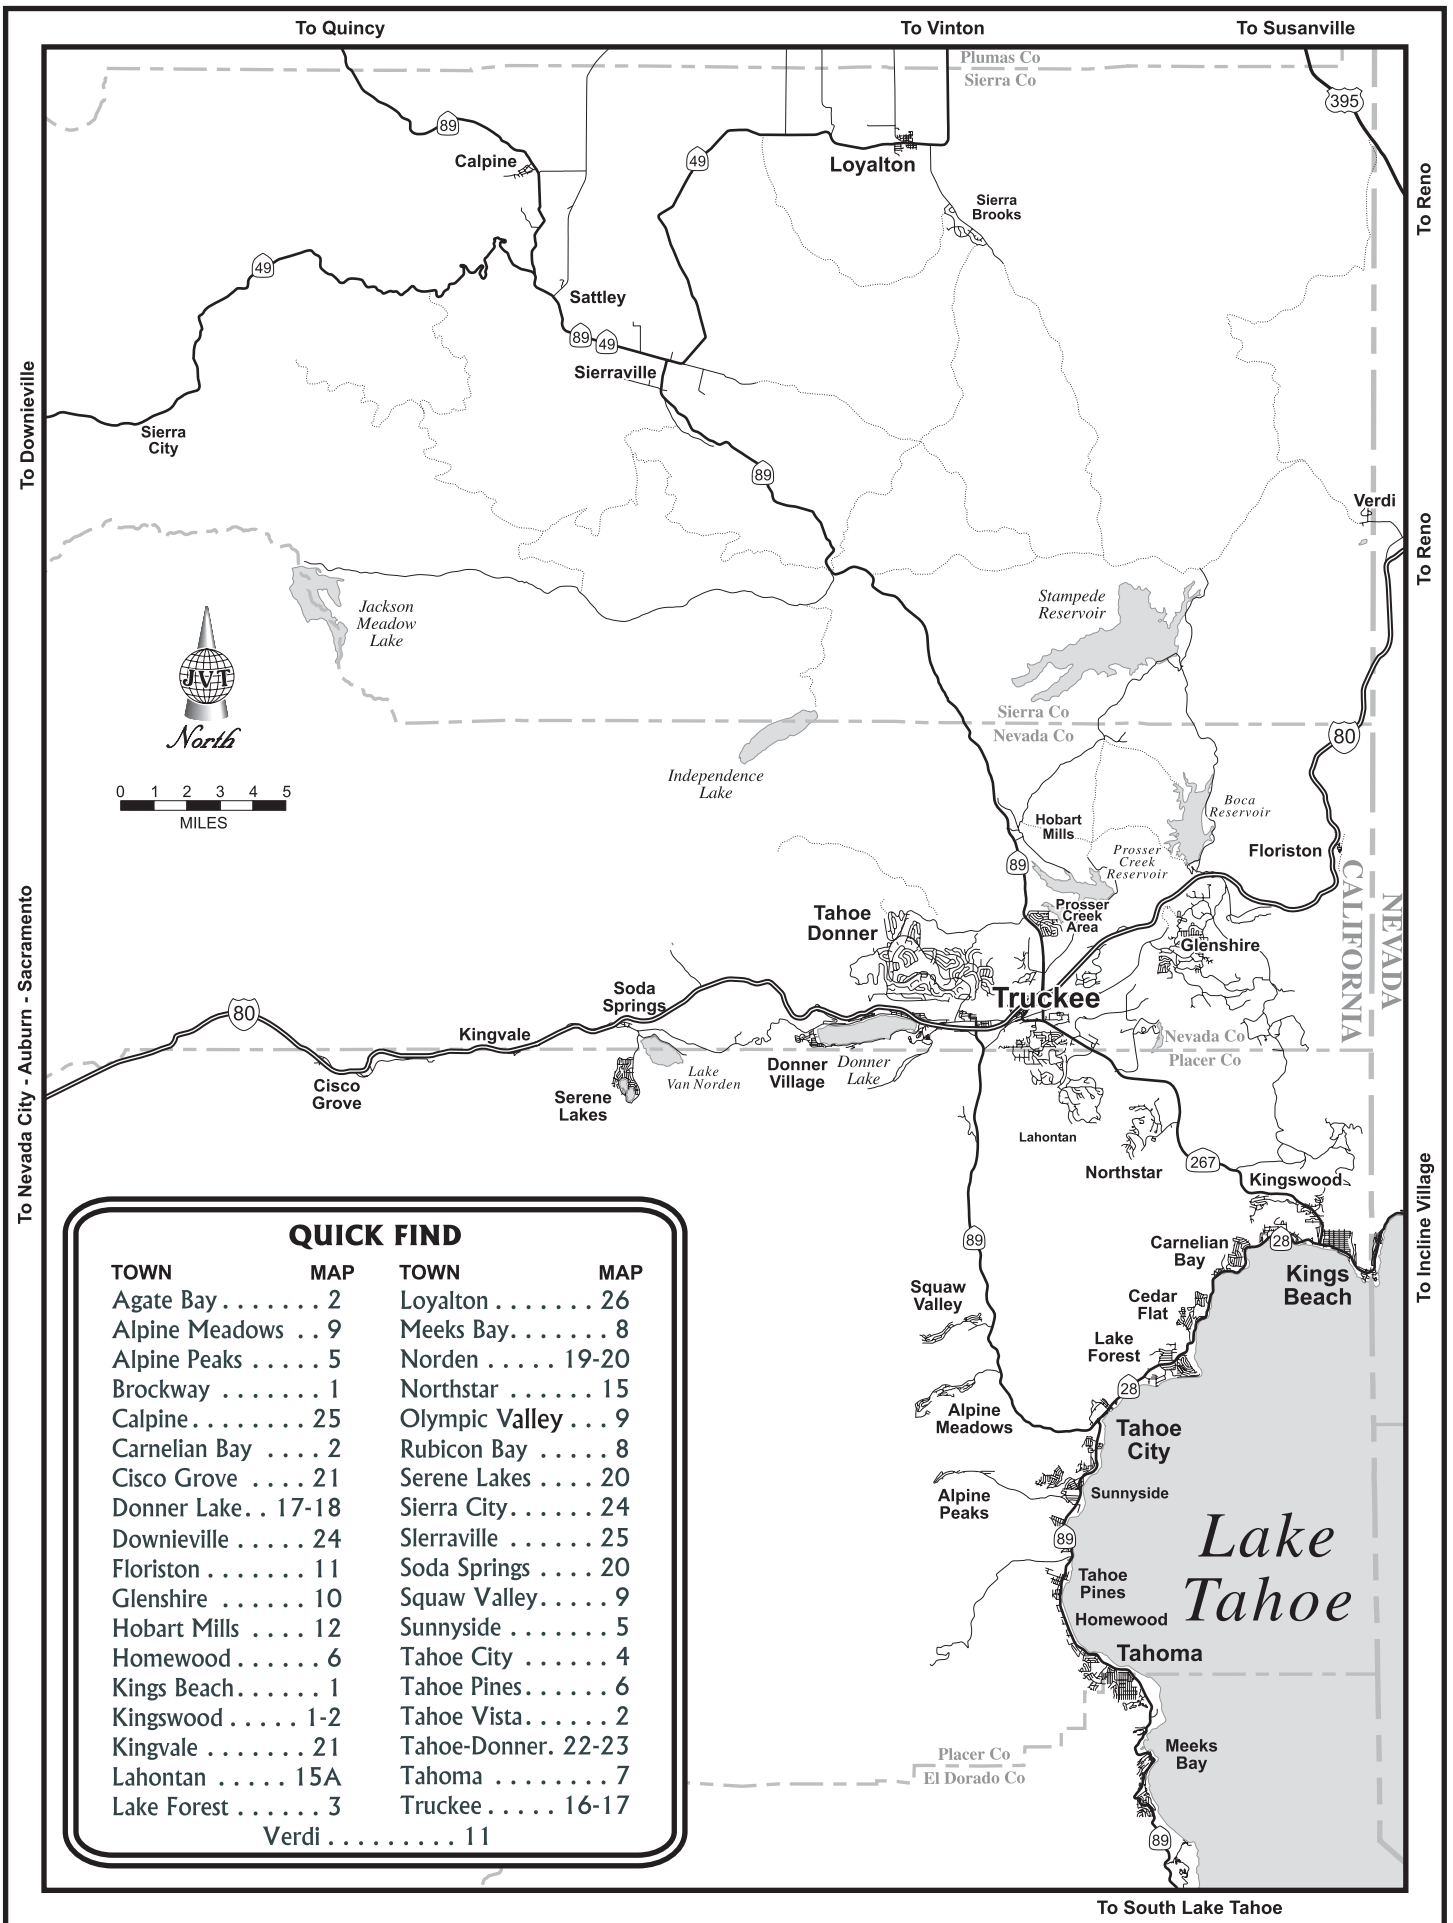 To Quincy
To Vinton
To Susanville
Plumas Co
Sierra Co
395
89
Calpine
49
Loyalton
To Reno
Sierra
Brooks
49
Sattley
89
49
Sierraville
To Downieville
Sierra
City
89
Verdi
To Reno
Jackson
Meadow
Lake
Stampede
Reservoir
JVT
North
Sierra Co
Nevada Co
80
Independence
Lake
0 1 2 3 4 5
MILES
Boca
Reservoir
Hobart
Mills
Floriston
89
Prosser
Creek
Reservoir
Prosser
Creek
Area
Tahoe
Donner
NEVADA
CALIFORNIA
Glenshire
To Nevada City - Auburn - Sacramento
Soda
Springs
Truckee
80
Kingvale
Nevada Co
Placer Co
Cisco
Grove
Serene
Lakes
Lake
Van Norden
Donner
Village
Donner
Lake
Lahontan
Northstar
267
Kingswood
To Incline Village
89
Carnelian
Bay
28
Kings
Beach
Squaw
Valley
Cedar
Flat
Lake
Forest
28
Alpine
Meadows
Tahoe
City
Alpine
Peaks
Sunnyside
89
Lake
Tahoe
Tahoe
Pines
Homewood
Tahoma
Meeks
Bay
Placer Co
El Dorado Co
89
To South Lake Tahoe
QUICK FIND
TOWN MAP TOWN MAP
Agate Bay . . . . . . . 2 Loyalton . . . . . . . 26
Alpine Meadows . . 9 Meeks Bay. . . . . . . 8
Alpine Peaks . . . . . 5 Norden . . . . . 19-20
Brockway . . . . . . . 1 Northstar . . . . . . 15
Calpine. . . . . . . . 25 Olympic Valley . . . 9
Carnelian Bay . . . . 2 Rubicon Bay . . . . . 8
Cisco Grove . . . . 21 Serene Lakes . . . . 20
Donner Lake. . 17-18 Sierra City. . . . . . 24
Downieville . . . . . 24 Slerraville . . . . . . 25
Floriston . . . . . . . 11 Soda Springs . . . . 20
Glenshire . . . . . . 10 Squaw Valley. . . . . 9
Hobart Mills . . . . 12 Sunnyside . . . . . . . 5
Homewood . . . . . . 6 Tahoe City . . . . . . 4
Kings Beach. . . . . . 1 Tahoe Pines. . . . . . 6
Kingswood . . . . . 1-2 Tahoe Vista. . . . . . 2
Kingvale . . . . . . . 21 Tahoe-Donner. 22-23
Lahontan . . . . . 15A Tahoma . . . . . . . . 7
Lake Forest . . . . . . 3 Truckee . . . . . 16-17
Verdi . . . . . . . . . 11